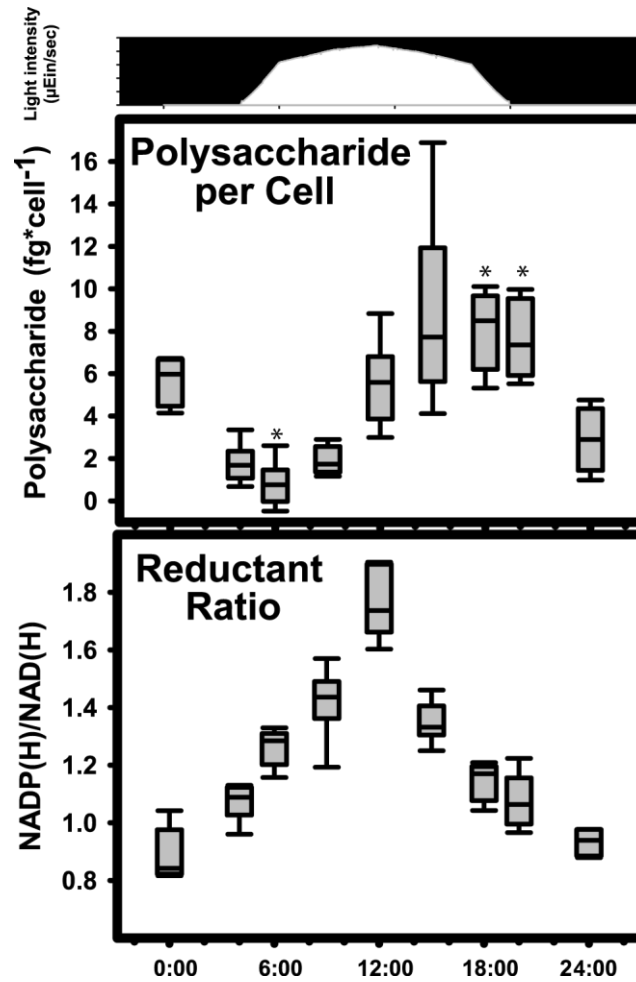 Light intensity
(µEin/sec)
Polysaccharide
per Cell
Polysaccharide (fg*cell⁻¹)
16
14
12
10
8
6
4
2
0
*
*
*
Reductant
Ratio
NADP(H)/NAD(H)
1.8
1.6
1.4
1.2
1.0
0.8
0:00 6:00 12:00 18:00 24:00